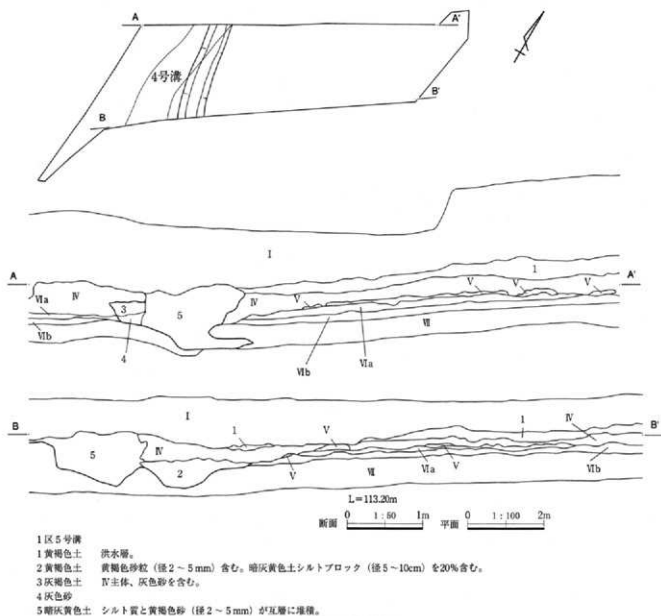 A A'
4号溝
B B'
I
A Ⅳ 1 A'
Ⅵa 3 5 Ⅳ V V V V
Ⅵb 4 Ⅵb Ⅵa Ⅶ
I
B 1 V 1 Ⅳ B'
5 Ⅳ 2 V Ⅶ Ⅵa V Ⅵb
L=113.20m
断面 0 1:50 1m 平面 0 1:100 2m
1区5号溝
1 黄褐色土 洪水層。
2 黄褐色土 黄褐色砂粒(径2~5mm)含む。暗灰黄色土シルトブロック(径5~10cm)を20%含む。
3 灰褐色土 Ⅳ主体、灰色砂を含む。
4 灰色砂
5 暗灰黄色土 シルト質と黄褐色砂(径2~5mm)が互層に堆積。